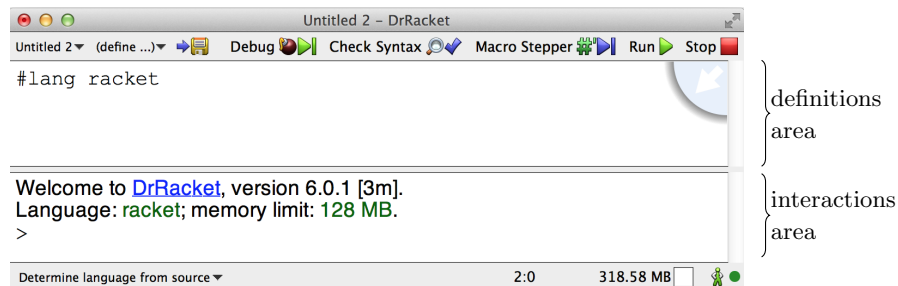 Untitled 2 - DrRacket
Untitled 2 (define ...) Debug Check Syntax Macro Stepper Run Stop
#lang racket
definitions
area
Welcome to DrRacket, version 6.0.1 [3m].
Language: racket; memory limit: 128 MB.
>
interactions
area
Determine language from source 2:0 318.58 MB